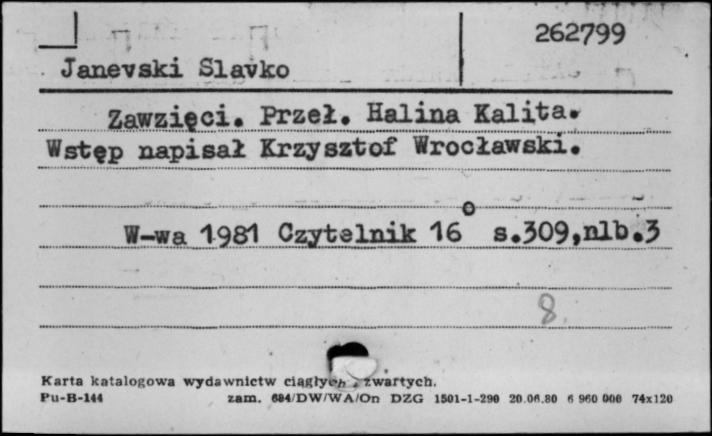 262799
Janevski Slavko
Zawzięci. Przeł. Halina Kalita.
Wstęp napisał Krzysztof Wrocławski.
W-wa 1981 Czytelnik 16° s.309,nlb.3
8
Karta katalogowa wydawnictw ciągłych, zwartych.
Pu-B-144 zam. 684/DW/WA/On DZG 1501-1-290 20.06.80 6 960 000 74x120